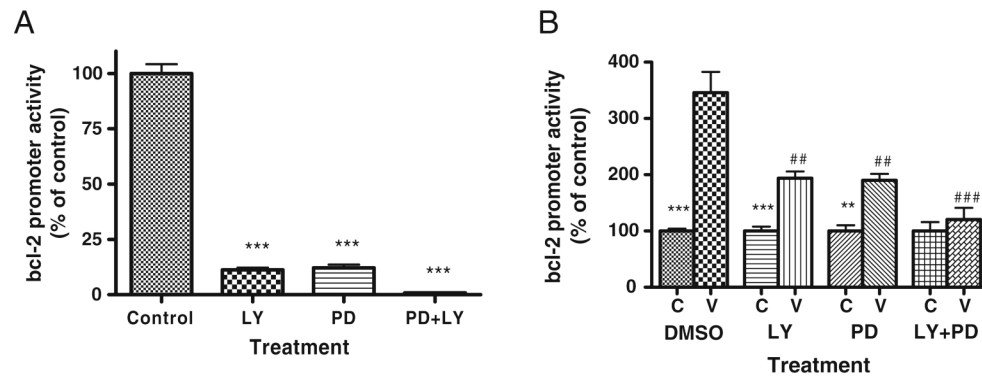 A
bcl-2 promoter activity
(% of control)
100
75
50
25
0
***
***
***
Control LY PD PD+LY
Treatment
B
bcl-2 promoter activity
(% of control)
400
300
200
100
0
***
***
##
**
##
###
C V C V C V C V
DMSO LY PD LY+PD
Treatment